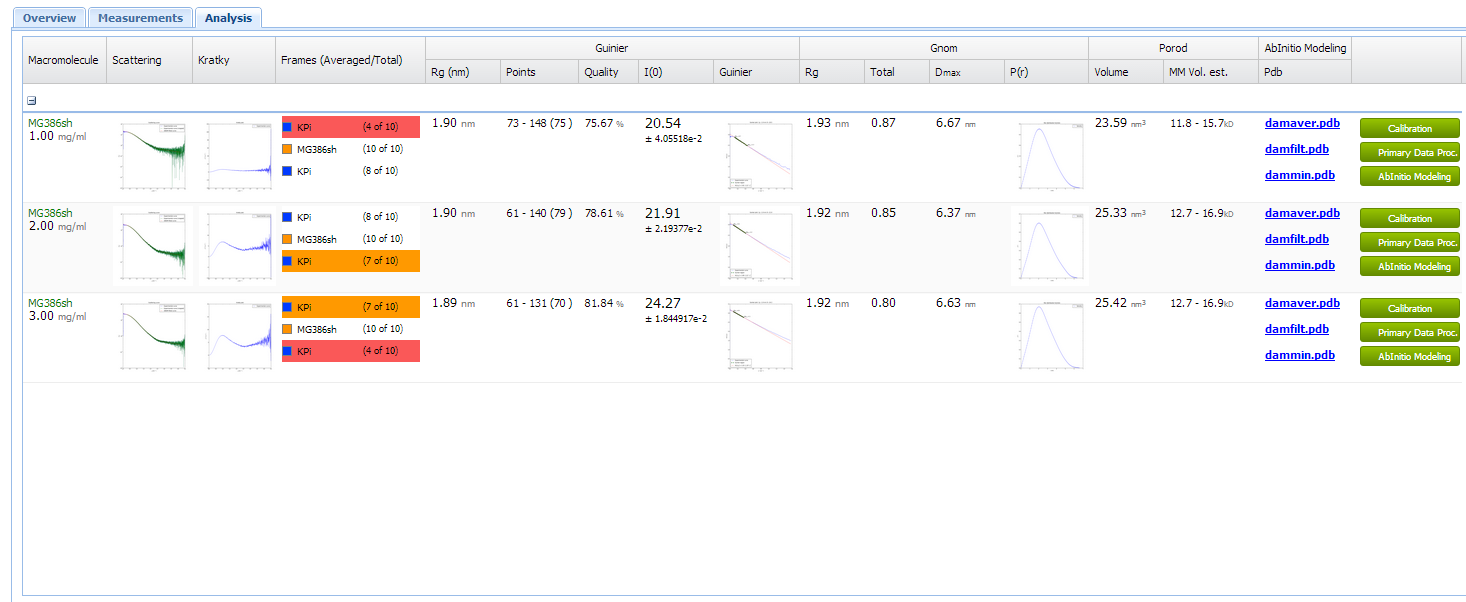 Overview Measurements Analysis
Macromolecule Scattering Kratky Frames (Averaged/Total) Guinier Gnom Porod AbInitio Modeling
Rg (nm) Points Quality I(0) Guinier Rg Total Dmax P(r) Volume MM Vol. est. Pdb
MG386sh KPi (4 of 10) 1.90 nm 73 - 148 (75 ) 75.67 % 20.54 1.93 nm 0.87 6.67 nm 23.59 nm³ 11.8 - 15.7kD damaver.pdb Calibration
1.00 mg/ml ± 4.05518e-2
MG386sh (10 of 10) damfilt.pdb Primary Data Proc.
KPi (8 of 10) dammin.pdb AbInitio Modeling
MG386sh KPi (8 of 10) 1.90 nm 61 - 140 (79 ) 78.61 % 21.91 1.92 nm 0.85 6.37 nm 25.33 nm³ 12.7 - 16.9kD damaver.pdb Calibration
2.00 mg/ml ± 2.19377e-2
MG386sh (10 of 10) damfilt.pdb Primary Data Proc.
KPi (7 of 10) dammin.pdb AbInitio Modeling
MG386sh KPi (7 of 10) 1.89 nm 61 - 131 (70 ) 81.84 % 24.27 1.92 nm 0.80 6.63 nm 25.42 nm³ 12.7 - 16.9kD damaver.pdb Calibration
3.00 mg/ml ± 1.844917e-2
MG386sh (10 of 10) damfilt.pdb Primary Data Proc.
KPi (4 of 10) dammin.pdb AbInitio Modeling